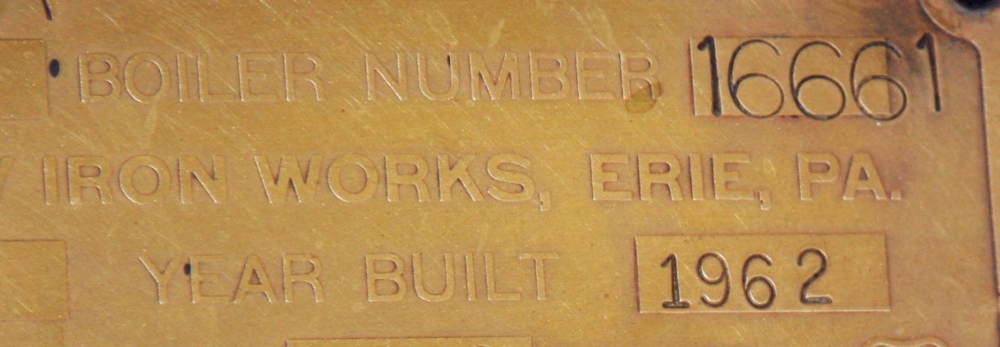 BOILER NUMBER 16661
IRON WORKS, ERIE, PA.
YEAR BUILT 1962